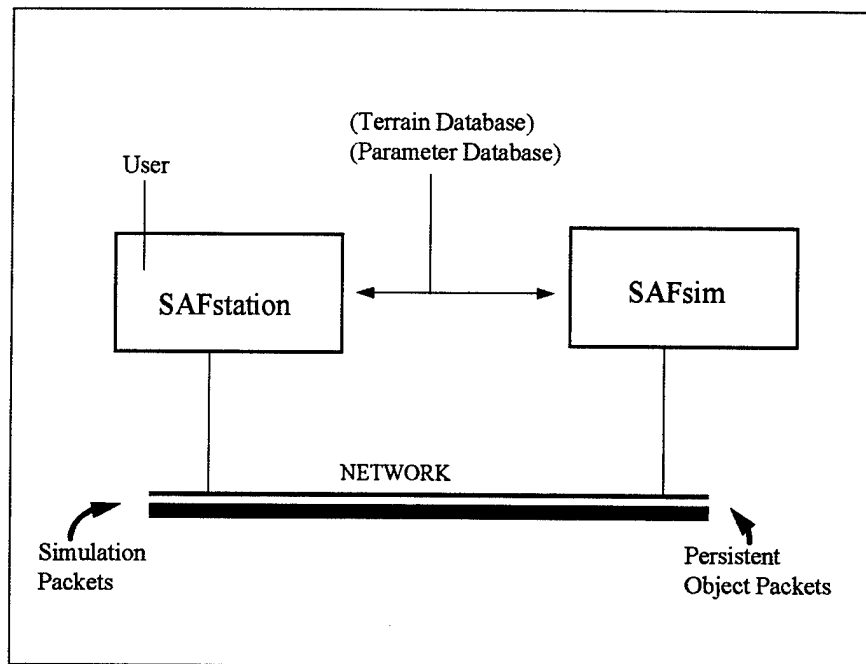 (Terrain Database)
(Parameter Database)
User
SAFstation
SAFsim
NETWORK
Simulation
Packets
Persistent
Object Packets